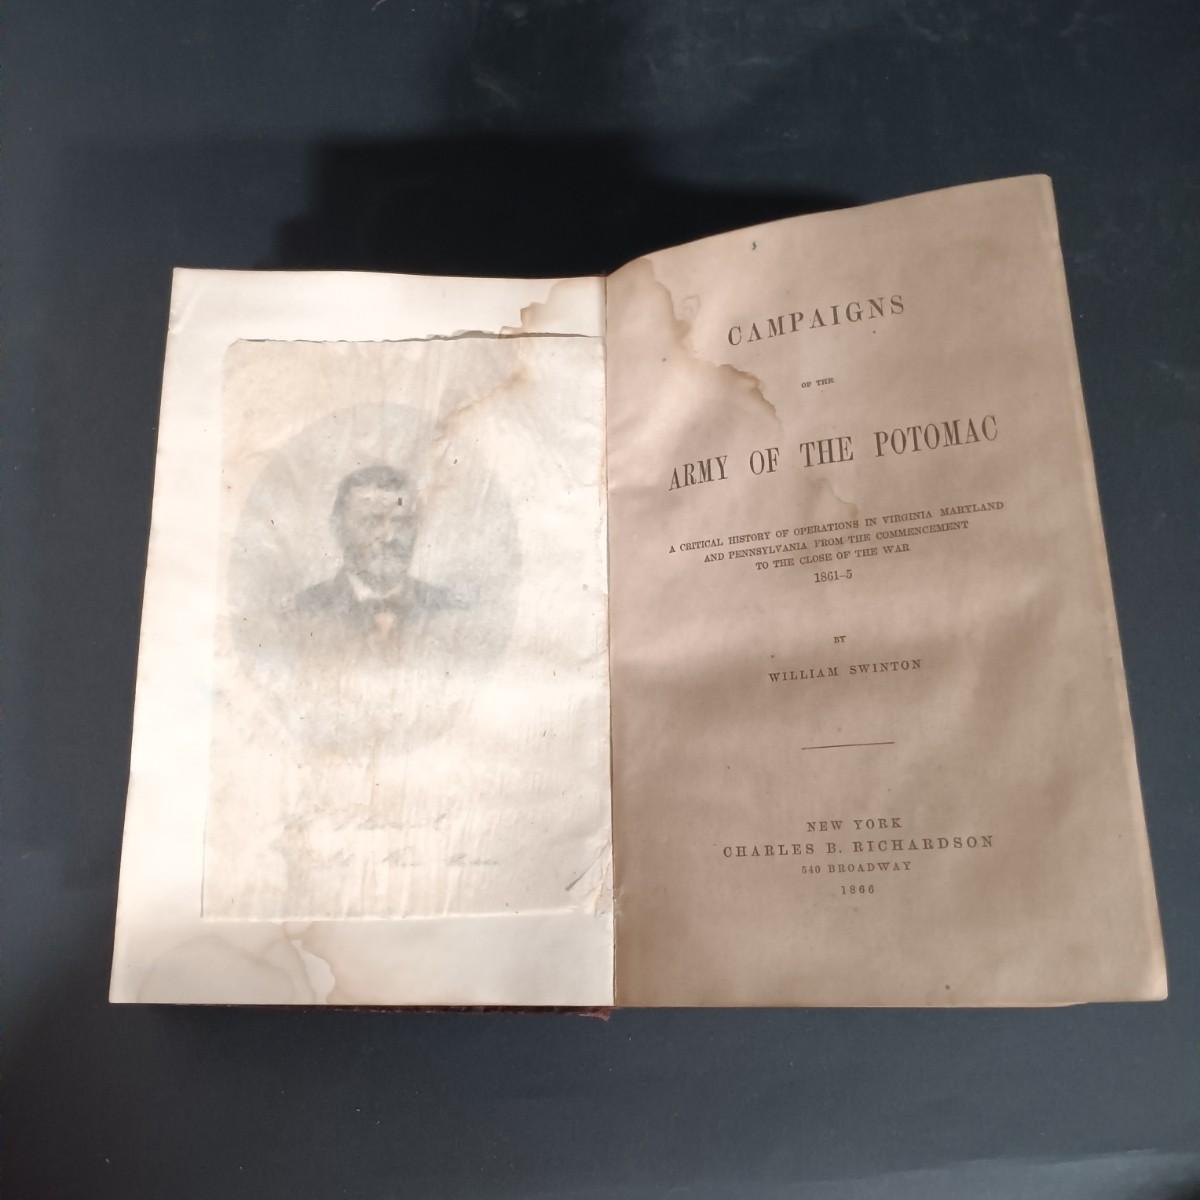 CAMPAIGNS
OF THE
ARMY OF THE POTOMAC
A CRITICAL HISTORY OF OPERATIONS IN VIRGINIA MARYLAND
AND PENNSYLVANIA FROM THE COMMENCEMENT
TO THE CLOSE OF THE WAR
1861–5
BY
WILLIAM SWINTON
NEW YORK
CHARLES B. RICHARDSON
540 BROADWAY
1866